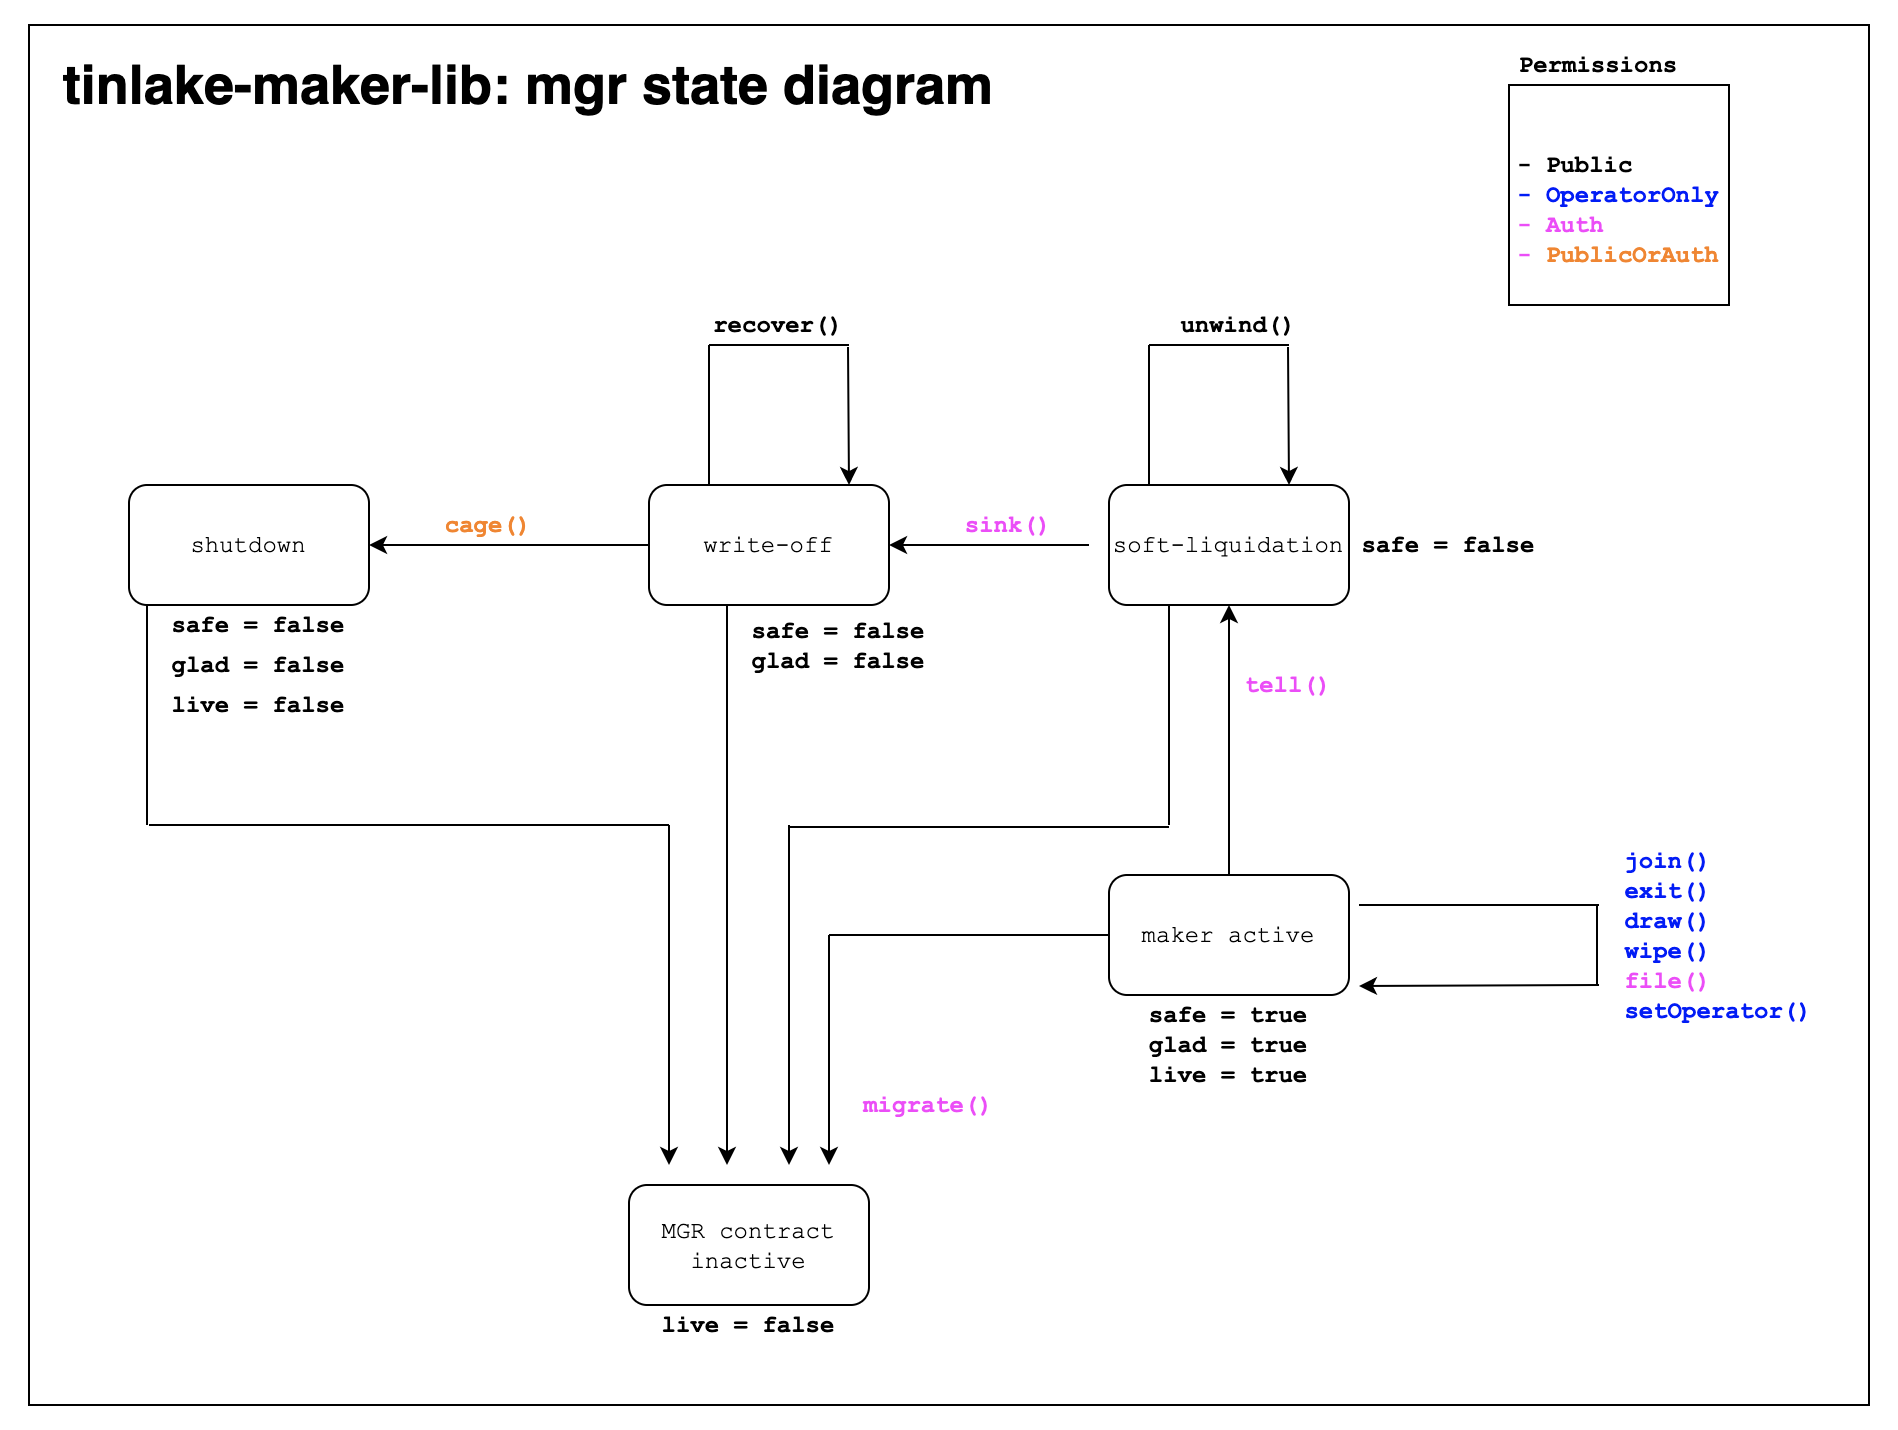 tinlake-maker-lib: mgr state diagram
Permissions
- Public
- OperatorOnly
- Auth
- PublicOrAuth
recover()
unwind()
shutdown
cage()
write-off
sink()
soft-liquidation
safe = false
safe = false
glad = false
live = false
safe = false
glad = false
tell()
maker active
join()
exit()
draw()
wipe()
file()
setOperator()
safe = true
glad = true
live = true
migrate()
MGR contract
inactive
live = false